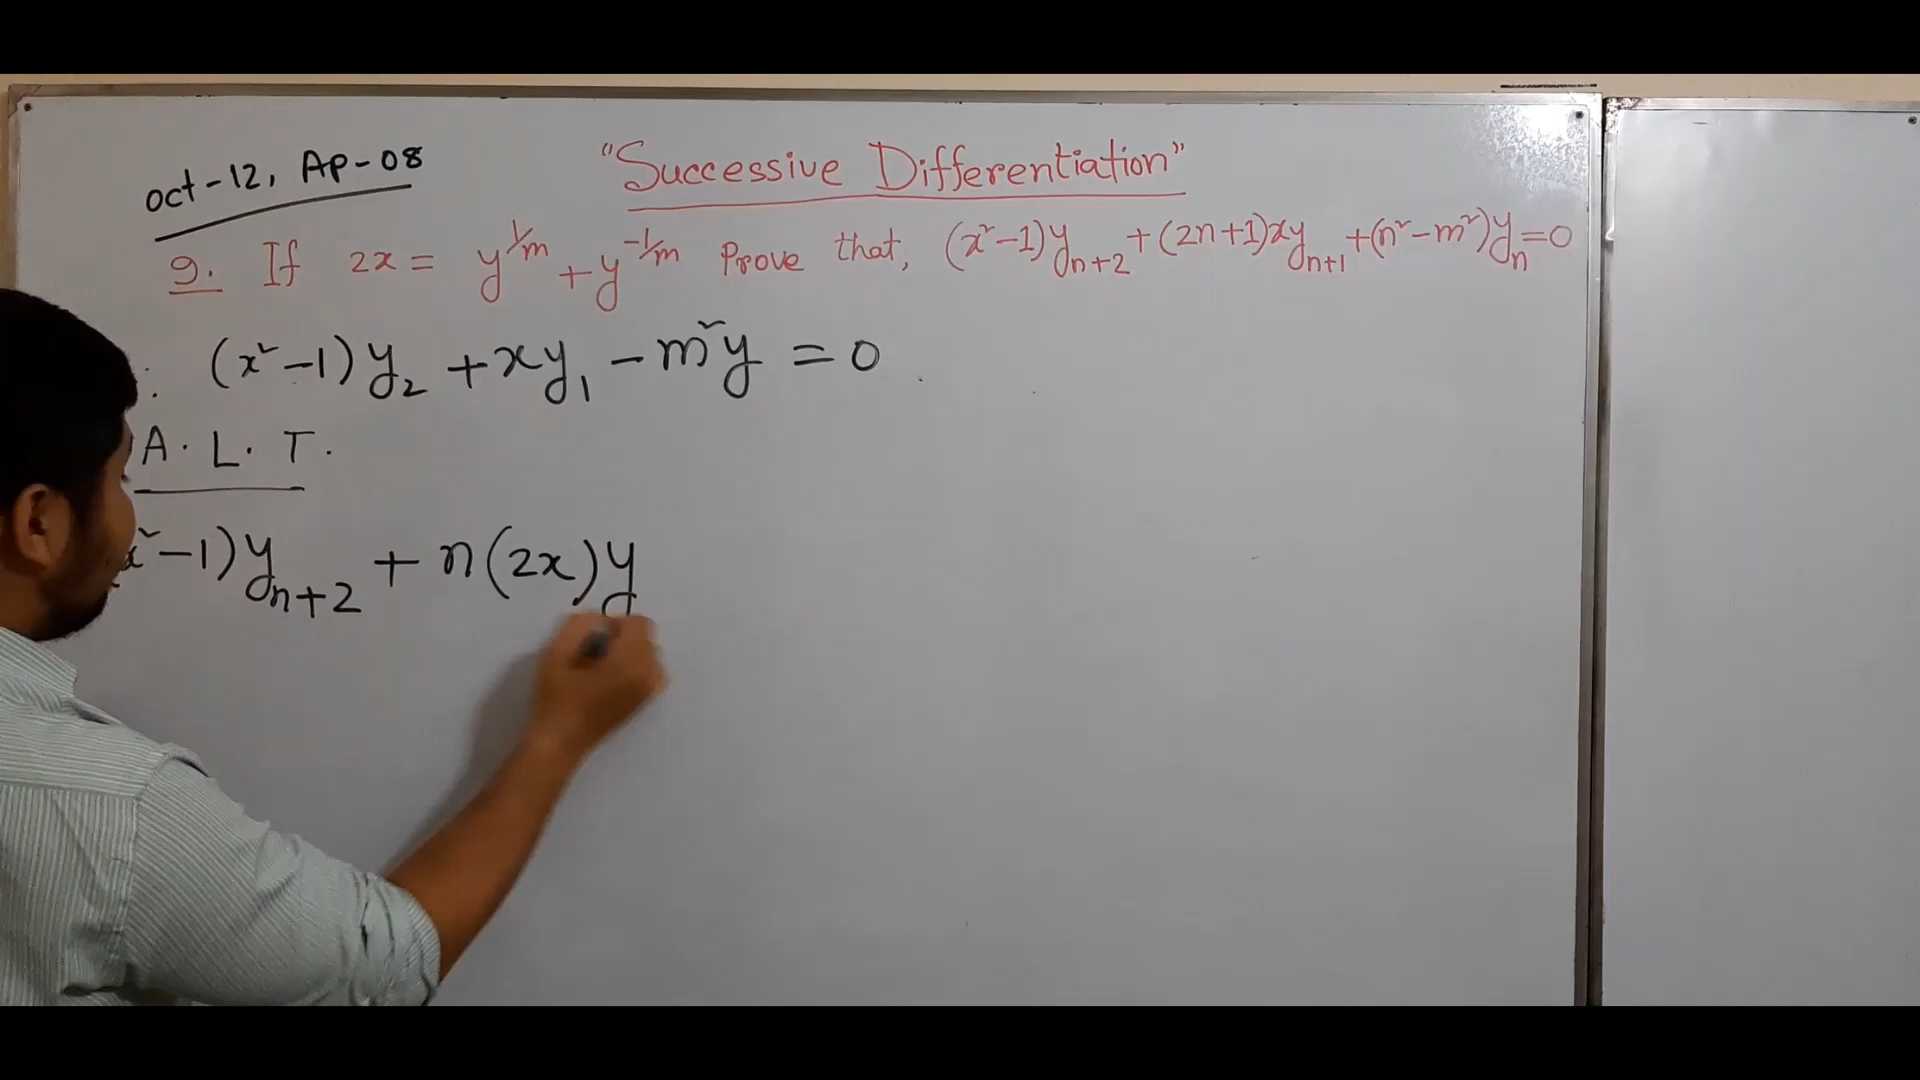 oct-12, Ap-08
"Successive Differentiation"
9. If 2x = y^{1/m} + y^{-1/m} Prove that, (x²-1)y_{n+2} + (2n+1)xy_{n+1} + (n²-m²)y_n = 0
(x²-1)y₂ + xy₁ - m²y = 0
A. L. T.
x²-1)y_{n+2} + n(2x)y